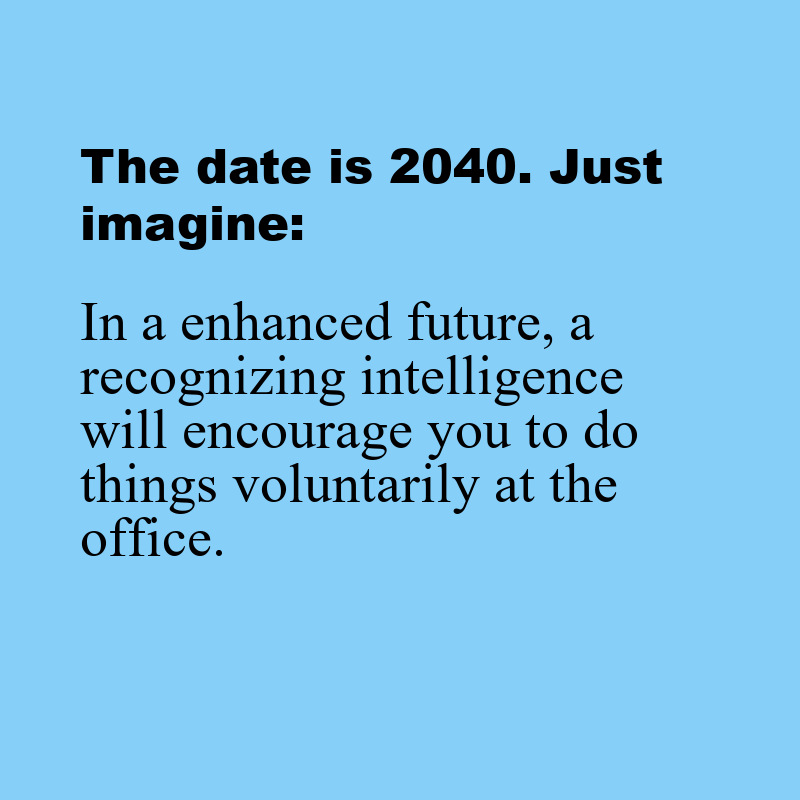 The date is 2040. Just
imagine:
In a enhanced future, a
recognizing intelligence
will encourage you to do
things voluntarily at the
office.